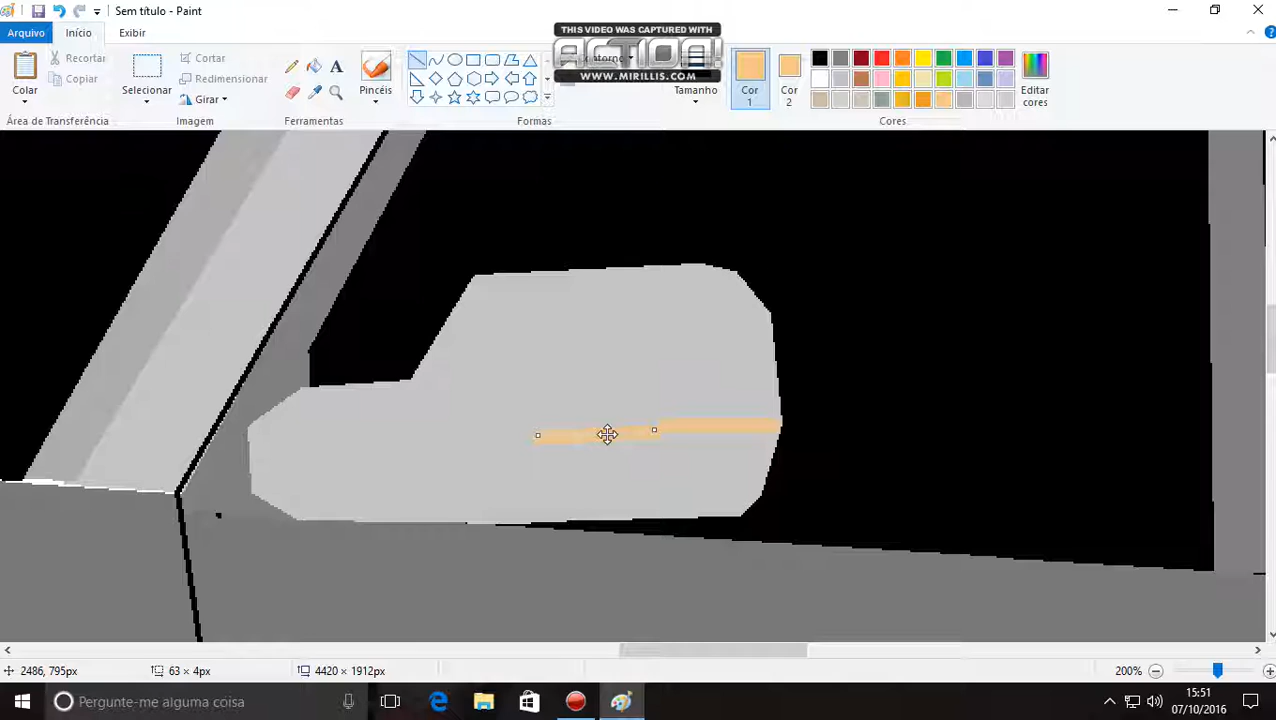 Sem título - Paint
THIS VIDEO WAS CAPTURED WITH
ACTION!
WWW.MIRILLIS.COM
Arquivo Início Exibir
Colar
Recortar
Copiar
Área de Transferência
Selecionar
Cortar
Redimensionar
Girar
Imagem
Ferramentas
Pincéis
Formas
Tamanho
Cor
1
Cor
2
Cores
Editar
cores
2486, 795px
63 × 4px
4420 × 1912px
200%
Pergunte-me alguma coisa
15:51
07/10/2016